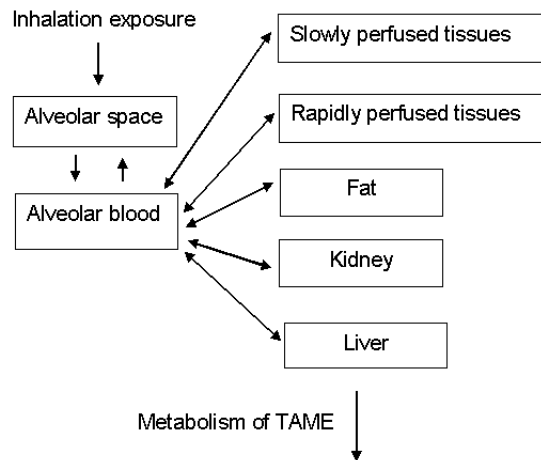 Inhalation exposure
Slowly perfused tissues
Alveolar space
Rapidly perfused tissues
Alveolar blood
Fat
Kidney
Liver
Metabolism of TAME